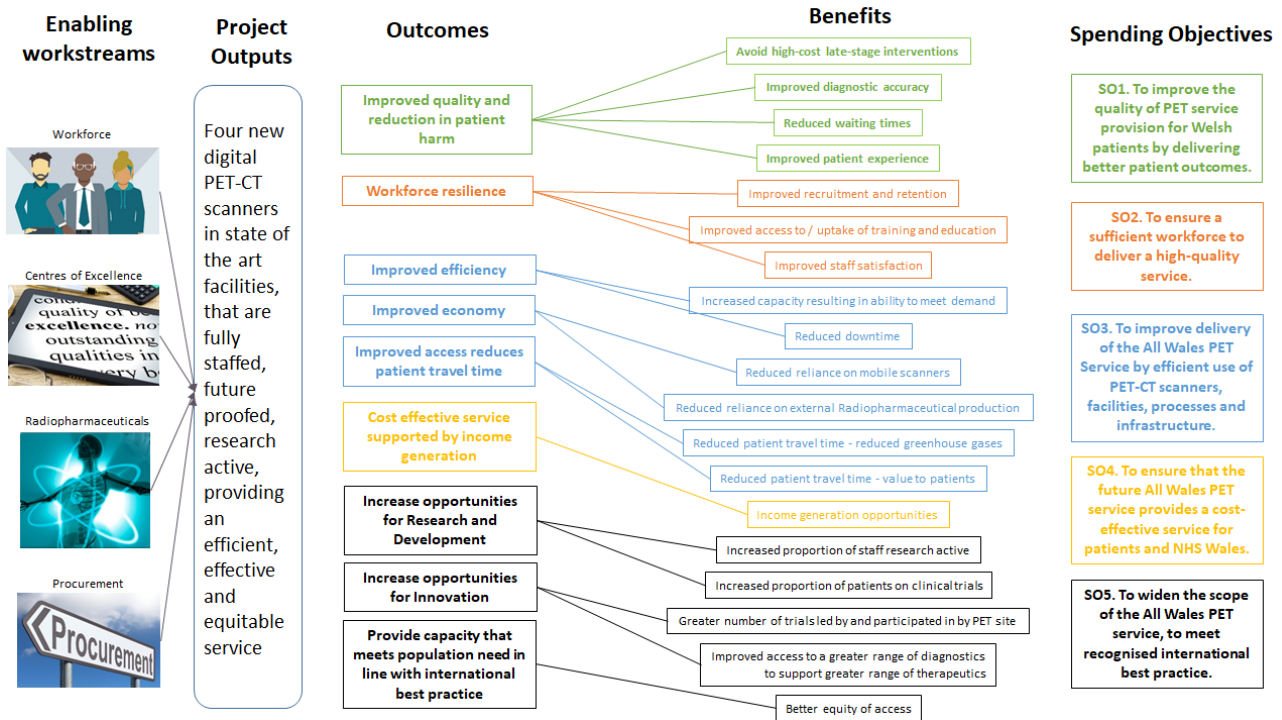 Enabling
workstreams
Workforce
Centres of Excellence
quality of
excellence. no
outstanding
qualities in
very b
Radiopharmaceuticals
Procurement
Procurement
Project
Outputs
Four new
digital
PET-CT
scanners
in state of
the art
facilities,
that are
fully
staffed,
future
proofed,
research
active,
providing
an
efficient,
effective
and
equitable
service
Outcomes
Improved quality and
reduction in patient
harm
Workforce resilience
Improved efficiency
Improved economy
Improved access reduces
patient travel time
Cost effective service
supported by income
generation
Increase opportunities
for Research and
Development
Increase opportunities
for Innovation
Provide capacity that
meets population need in
line with international
best practice
Benefits
Avoid high-cost late-stage interventions
Improved diagnostic accuracy
Reduced waiting times
Improved patient experience
Improved recruitment and retention
Improved access to / uptake of training and education
Improved staff satisfaction
Increased capacity resulting in ability to meet demand
Reduced downtime
Reduced reliance on mobile scanners
Reduced reliance on external Radiopharmaceutical production
Reduced patient travel time - reduced greenhouse gases
Reduced patient travel time - value to patients
Income generation opportunities
Increased proportion of staff research active
Increased proportion of patients on clinical trials
Greater number of trials led by and participated in by PET site
Improved access to a greater range of diagnostics
to support greater range of therapeutics
Better equity of access
Spending Objectives
SO1. To improve the
quality of PET service
provision for Welsh
patients by delivering
better patient outcomes.
SO2. To ensure a
sufficient workforce to
deliver a high-quality
service.
SO3. To improve delivery
of the All Wales PET
Service by efficient use of
PET-CT scanners,
facilities, processes and
infrastructure.
SO4. To ensure that the
future All Wales PET
service provides a cost-
effective service for
patients and NHS Wales.
SO5. To widen the scope
of the All Wales PET
service, to meet
recognised international
best practice.